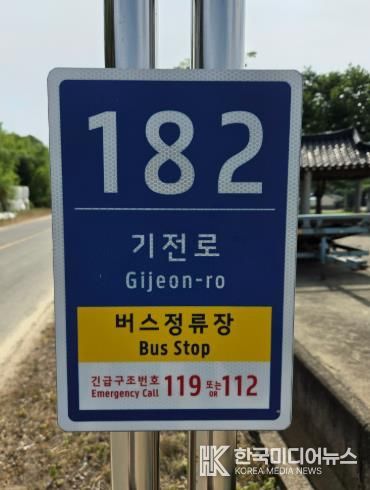 182
기전로
Gijeon-ro
버스정류장
Bus Stop
긴급구조번호 119 또는 112
Emergency Call OR
HK 한국미디어뉴스
KOREA MEDIA NEWS